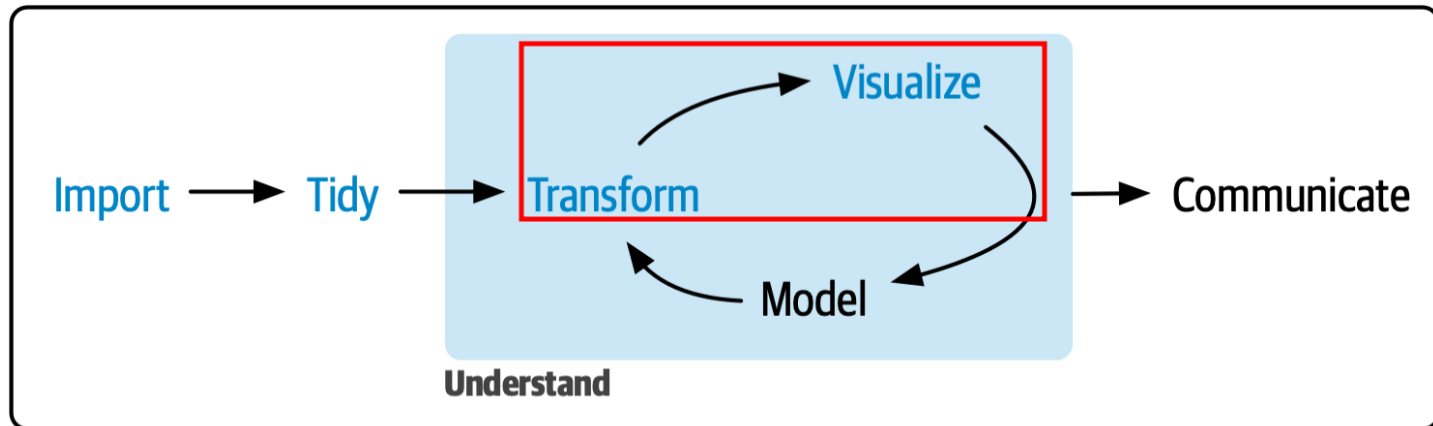 Visualize
Import
Tidy
Transform
Communicate
Model
Understand